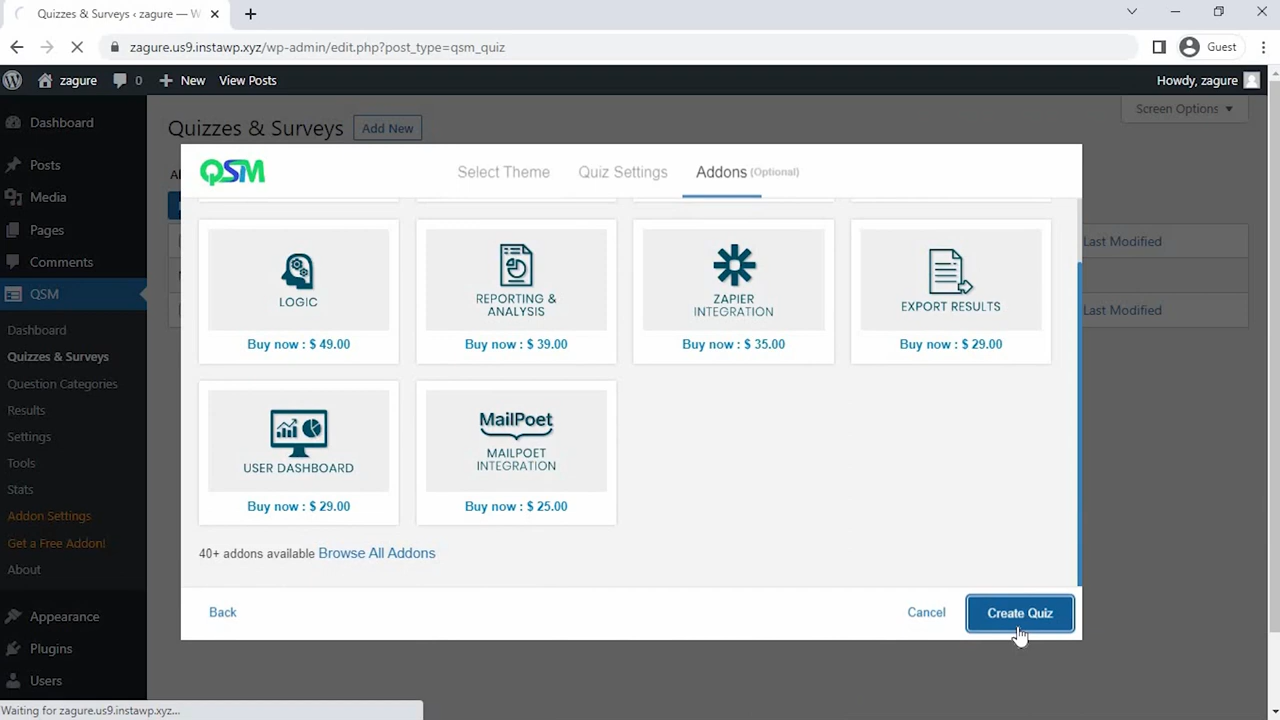 Quizzes & Surveys ‹ zagure — W
zagure.us9.instawp.xyz/wp-admin/edit.php?post_type=qsm_quiz
Guest
zagure
0
New
View Posts
Howdy, zagure
Dashboard
Posts
Media
Pages
Comments
QSM
Dashboard
Quizzes & Surveys
Question Categories
Results
Settings
Tools
Stats
Addon Settings
Get a Free Addon!
About
Appearance
Plugins
Users
Quizzes & Surveys
Add New
Screen Options
Last Modified
Last Modified
QSM
Select Theme
Quiz Settings
Addons (Optional)
LOGIC
Buy now : $ 49.00
REPORTING &
ANALYSIS
Buy now : $ 39.00
ZAPIER
INTEGRATION
Buy now : $ 35.00
EXPORT RESULTS
Buy now : $ 29.00
USER DASHBOARD
Buy now : $ 29.00
MailPoet
MAILPOET
INTEGRATION
Buy now : $ 25.00
40+ addons available Browse All Addons
Back
Cancel
Create Quiz
Waiting for zagure.us9.instawp.xyz...